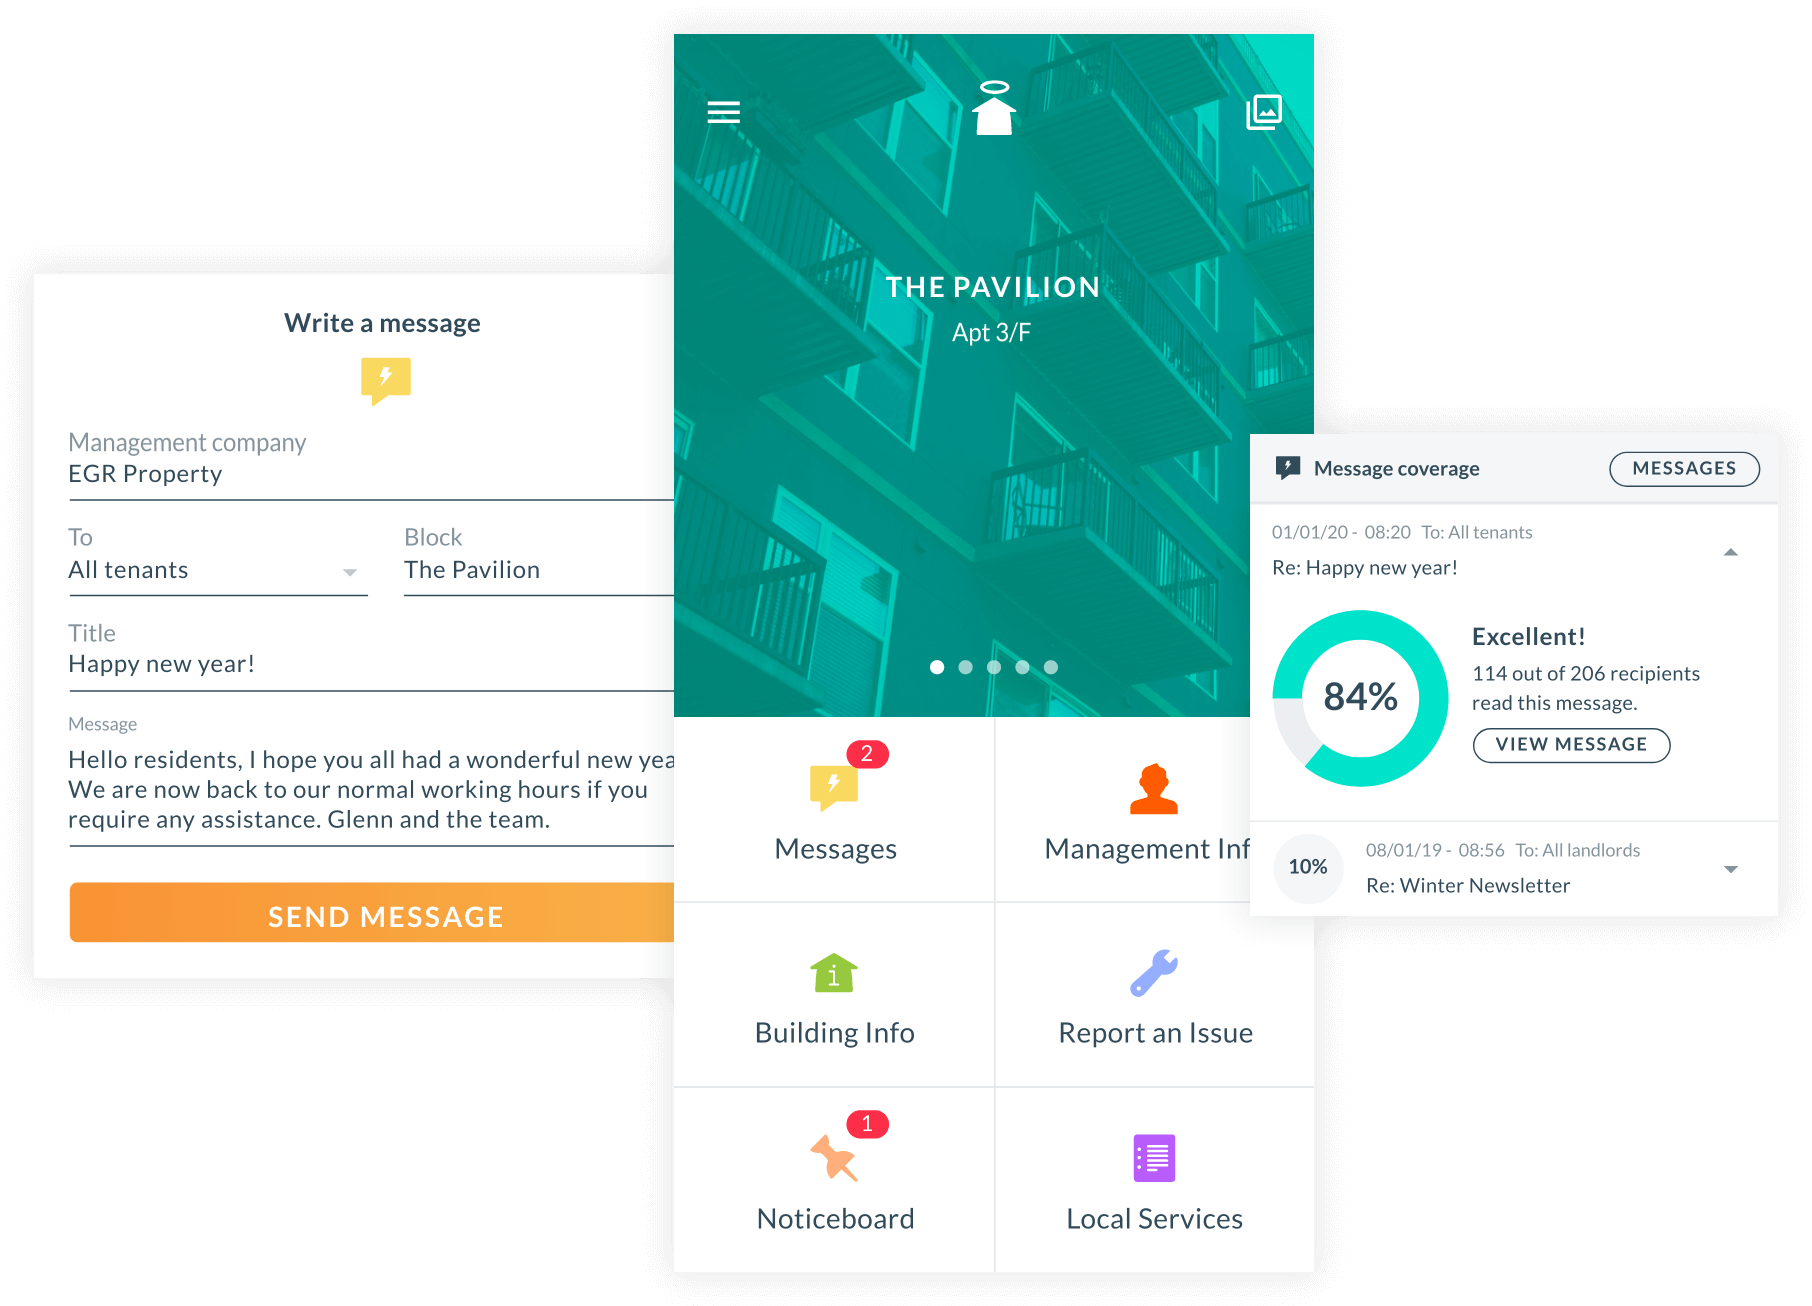 Write a message
Management company
EGR Property
To
All tenants
Block
The Pavilion
Title
Happy new year!
Message
Hello residents, I hope you all had a wonderful new yea
We are now back to our normal working hours if you
require any assistance. Glenn and the team.
SEND MESSAGE
THE PAVILION
Apt 3/F
2
Messages
Management Inf
i
Building Info
Report an Issue
1
Noticeboard
Local Services
Message coverage
MESSAGES
01/01/20 - 08:20 To: All tenants
Re: Happy new year!
84%
Excellent!
114 out of 206 recipients
read this message.
VIEW MESSAGE
10%
08/01/19 - 08:56 To: All landlords
Re: Winter Newsletter